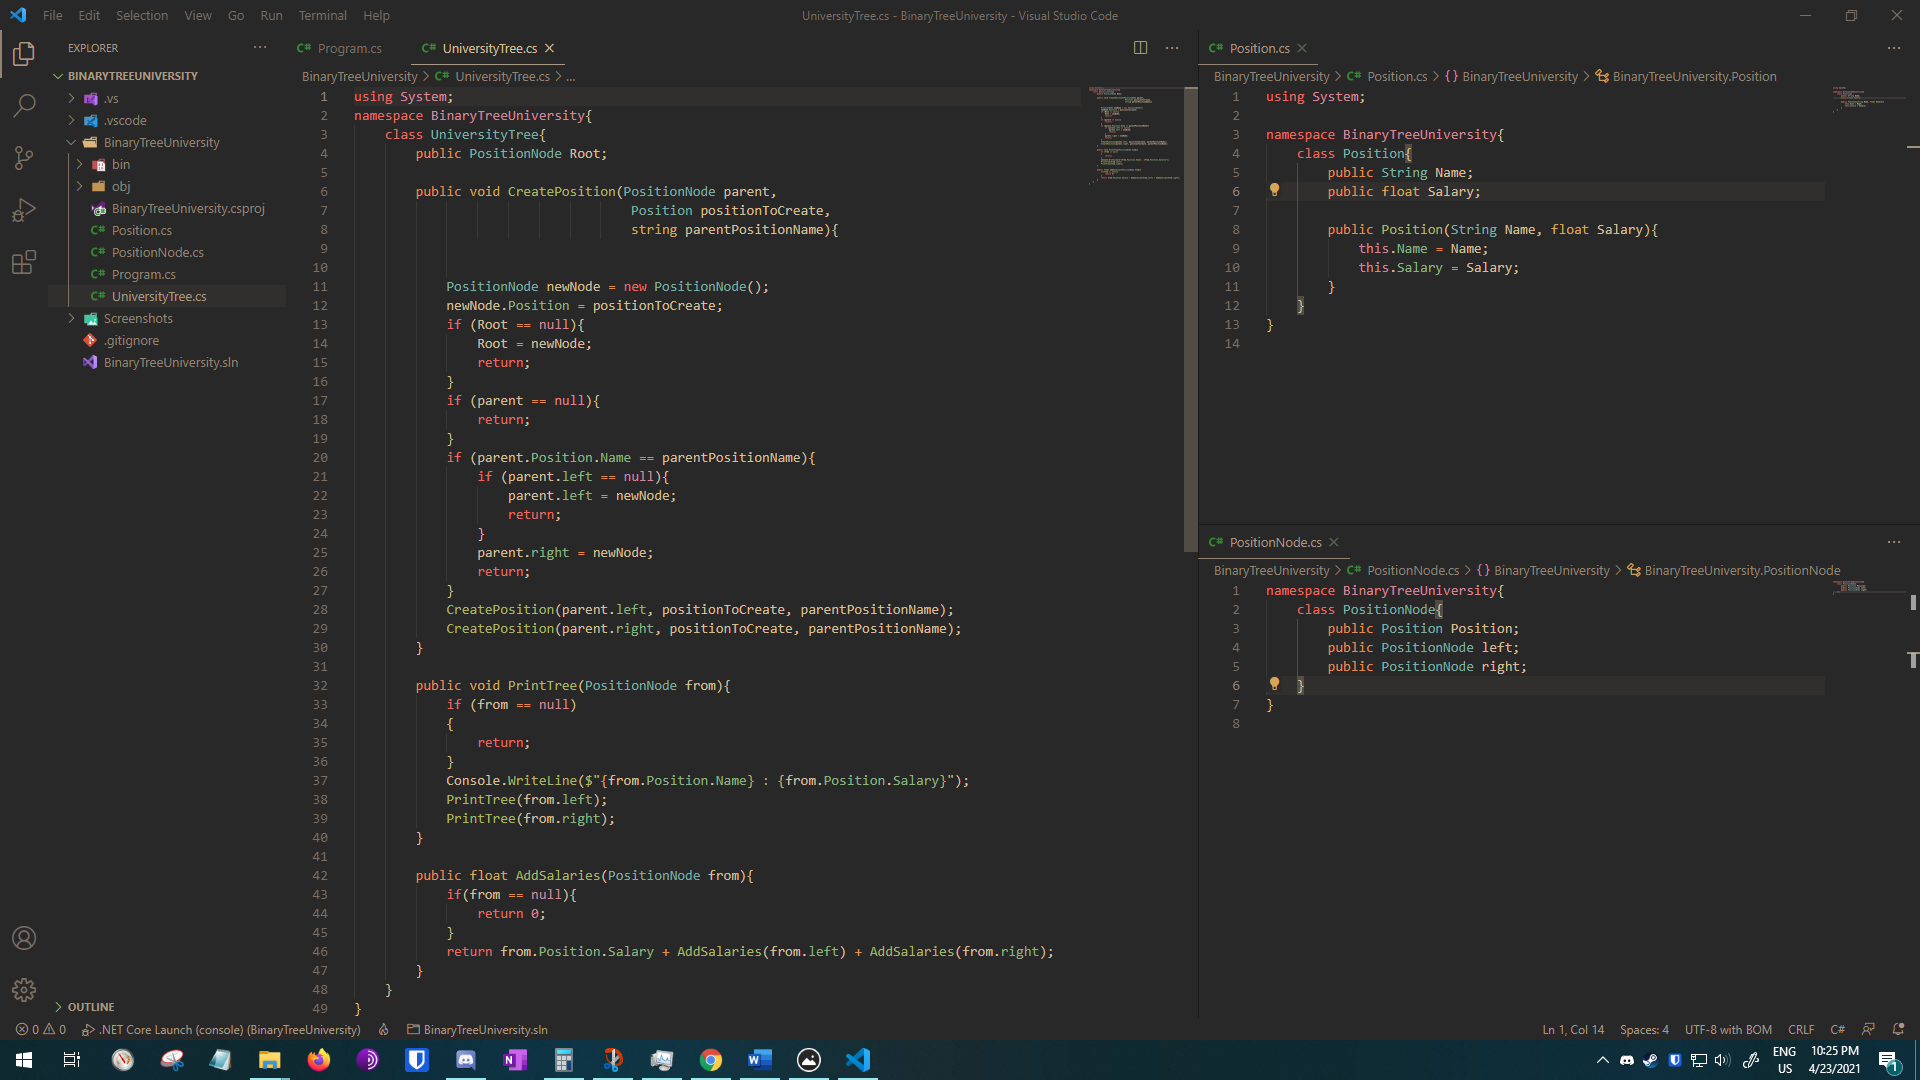 File Edit Selection View Go Run Terminal Help
UniversityTree.cs - BinaryTreeUniversity - Visual Studio Code
EXPLORER
BINARYTREEUNIVERSITY
.vs
.vscode
BinaryTreeUniversity
bin
obj
BinaryTreeUniversity.csproj
Position.cs
PositionNode.cs
Program.cs
UniversityTree.cs
Screenshots
.gitignore
BinaryTreeUniversity.sln
OUTLINE
Program.cs
UniversityTree.cs
BinaryTreeUniversity > UniversityTree.cs > ...
1 using System;
2 namespace BinaryTreeUniversity{
3 class UniversityTree{
4 public PositionNode Root;
5
6 public void CreatePosition(PositionNode parent,
7 Position positionToCreate,
8 string parentPositionName){
9
10
11 PositionNode newNode = new PositionNode();
12 newNode.Position = positionToCreate;
13 if (Root == null){
14 Root = newNode;
15 return;
16 }
17 if (parent == null){
18 return;
19 }
20 if (parent.Position.Name == parentPositionName){
21 if (parent.left == null){
22 parent.left = newNode;
23 return;
24 }
25 parent.right = newNode;
26 return;
27 }
28 CreatePosition(parent.left, positionToCreate, parentPositionName);
29 CreatePosition(parent.right, positionToCreate, parentPositionName);
30 }
31
32 public void PrintTree(PositionNode from){
33 if (from == null)
34 {
35 return;
36 }
37 Console.WriteLine($"{from.Position.Name} : {from.Position.Salary}");
38 PrintTree(from.left);
39 PrintTree(from.right);
40 }
41
42 public float AddSalaries(PositionNode from){
43 if(from == null){
44 return 0;
45 }
46 return from.Position.Salary + AddSalaries(from.left) + AddSalaries(from.right);
47 }
48 }
49 }
Position.cs
BinaryTreeUniversity > Position.cs > {} BinaryTreeUniversity > BinaryTreeUniversity.Position
1 using System;
2
3 namespace BinaryTreeUniversity{
4 class Position{
5 public String Name;
6 public float Salary;
7
8 public Position(String Name, float Salary){
9 this.Name = Name;
10 this.Salary = Salary;
11 }
12 }
13 }
14
PositionNode.cs
BinaryTreeUniversity > PositionNode.cs > {} BinaryTreeUniversity > BinaryTreeUniversity.PositionNode
1 namespace BinaryTreeUniversity{
2 class PositionNode{
3 public Position Position;
4 public PositionNode left;
5 public PositionNode right;
6 }
7 }
8
0 0 .NET Core Launch (console) (BinaryTreeUniversity) BinaryTreeUniversity.sln
Ln 1, Col 14 Spaces: 4 UTF-8 with BOM CRLF C#
ENG
US
10:25 PM
4/23/2021
1